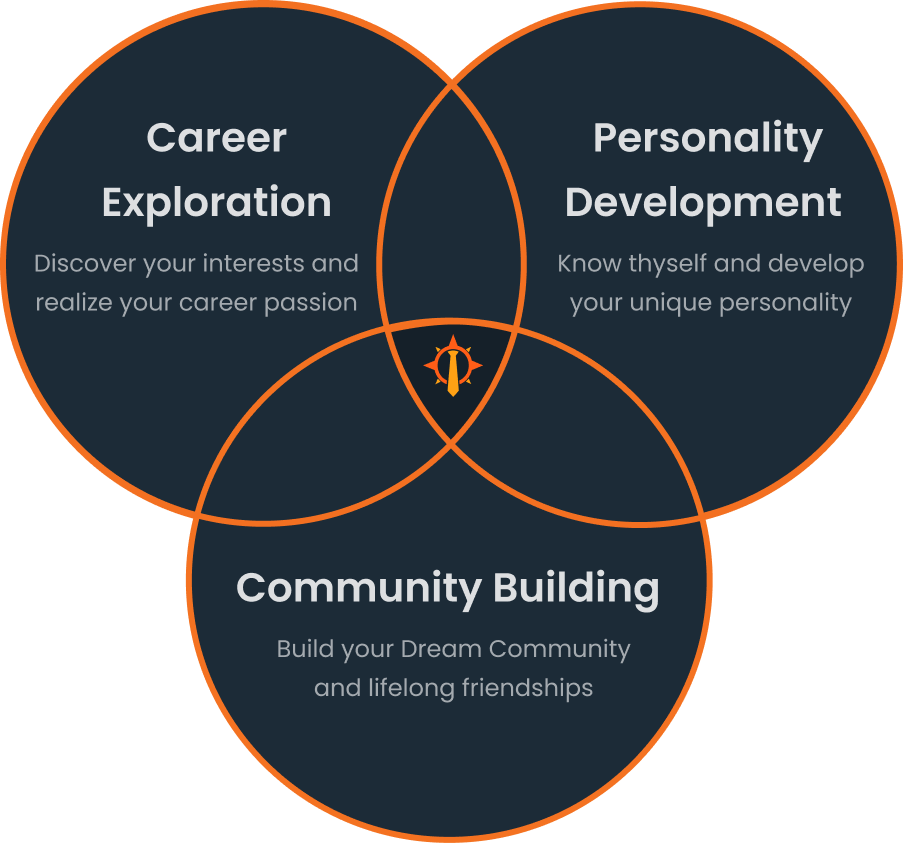 Career
Exploration
Discover your interests and
realize your career passion
Personality
Development
Know thyself and develop
your unique personality
Community Building
Build your Dream Community
and lifelong friendships